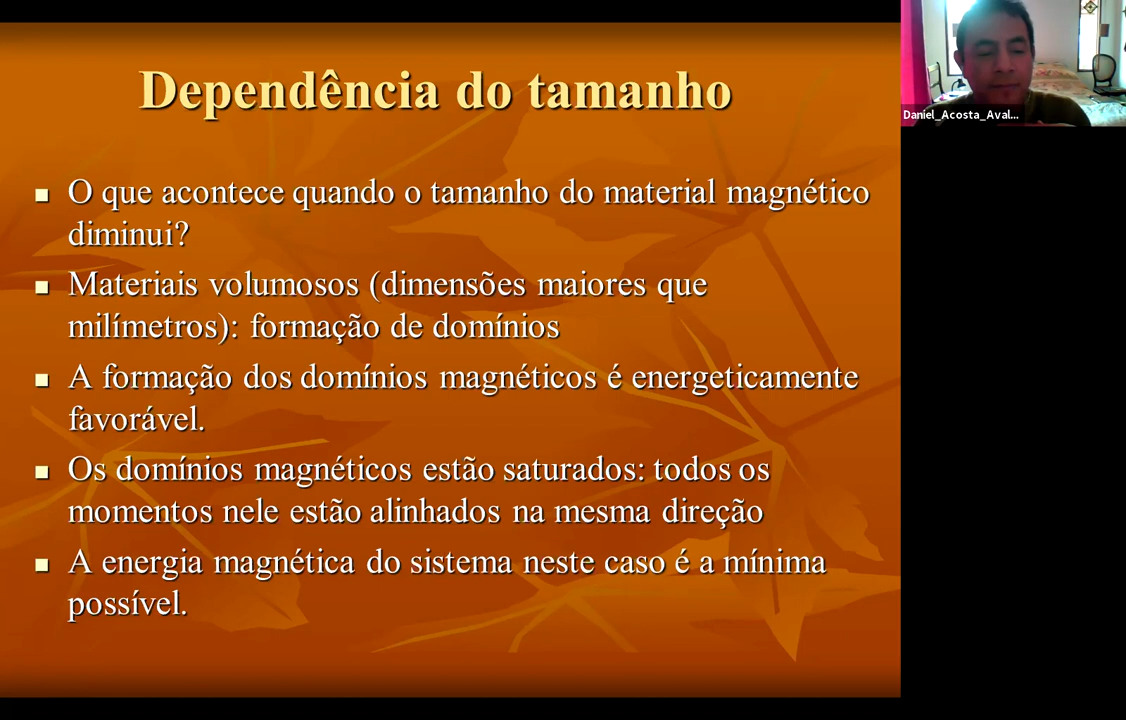 Dependência do tamanho
O que acontece quando o tamanho do material magnético
diminui?
Materiais volumosos (dimensões maiores que
milímetros): formação de domínios
A formação dos domínios magnéticos é energeticamente
favorável.
Os domínios magnéticos estão saturados: todos os
momentos nele estão alinhados na mesma direção
A energia magnética do sistema neste caso é a mínima
possível.
Daniel_Acosta_Aval...